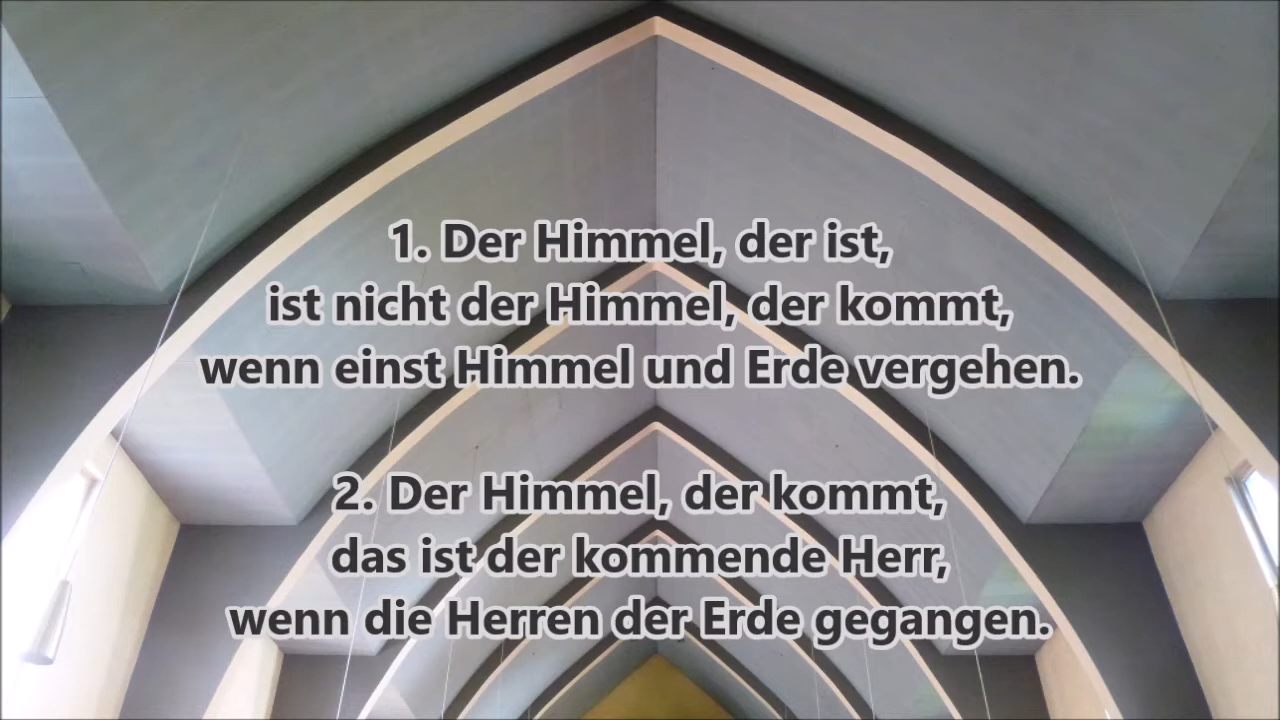 1. Der Himmel, der ist,
ist nicht der Himmel, der kommt,
wenn einst Himmel und Erde vergehen.
2. Der Himmel, der kommt,
das ist der kommende Herr,
wenn die Herren der Erde gegangen.